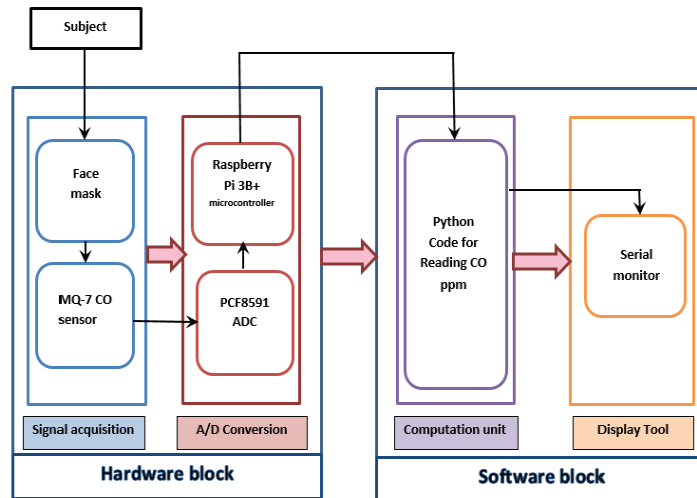 Subject
Face
mask
MQ-7 CO
sensor
Raspberry
Pi 3B+
microcontroller
PCF8591
ADC
Python
Code for
Reading CO
ppm
Serial
monitor
Signal acquisition
A/D Conversion
Computation unit
Display Tool
Hardware block
Software block